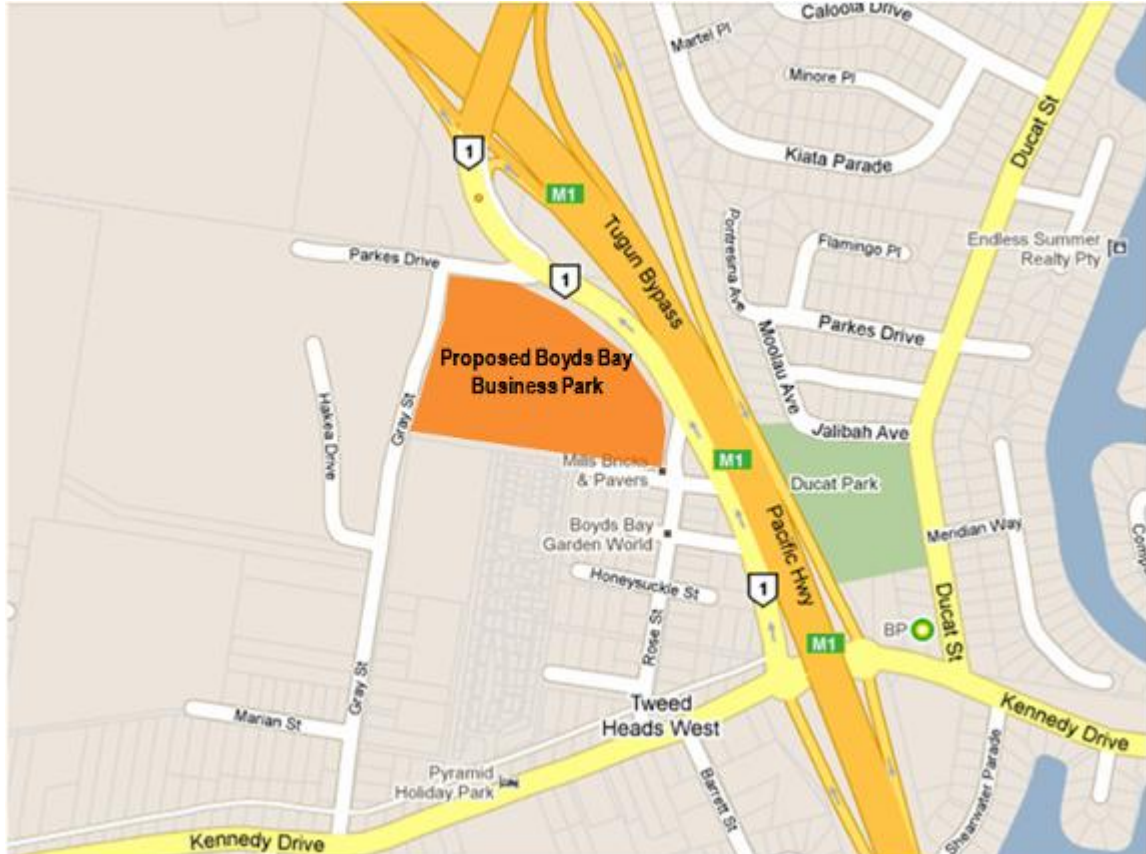 Caloola Drive
Martel Pl
Minore Pl
Ducat St
Kiata Parade
1
M1
Tugun Bypass
Pontresina Ave
Flamingo Pl
Endless Summer
Realty Pty
Parkes Drive
1
Parkes Drive
Moolau Ave
Proposed Boyds Bay
Business Park
Hakea Drive
Gray St
Jalibah Ave
M1
Mills Bricks
& Pavers
Ducat Park
Pacific Hwy
Boyds Bay
Garden World
Meridian Way
Honeysuckle St
1
Rose St
BP
Ducat St
M1
Gray St
Marian St
Tweed
Heads West
Kennedy Drive
Pyramid
Holiday Park
Barrett St
Shearwater Parade
Kennedy Drive